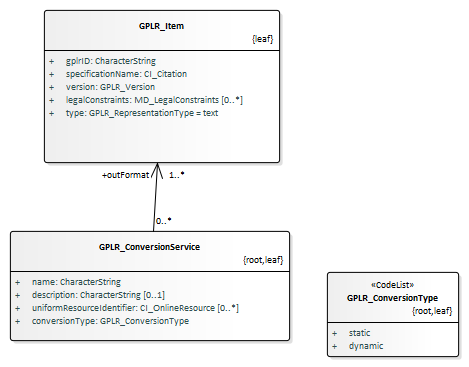 GPLR_Item
{leaf}
+ gplrID: CharacterString
+ specificationName: CI_Citation
+ version: GPLR_Version
+ legalConstraints: MD_LegalConstraints [0..*]
+ type: GPLR_RepresentationType = text
+outFormat 1..*
0..*
GPLR_ConversionService
{root,leaf}
+ name: CharacterString
+ description: CharacterString [0..1]
+ uniformResourceIdentifier: CI_OnlineResource [0..*]
+ conversionType: GPLR_ConversionType
«CodeList»
GPLR_ConversionType
{root,leaf}
+ static
+ dynamic